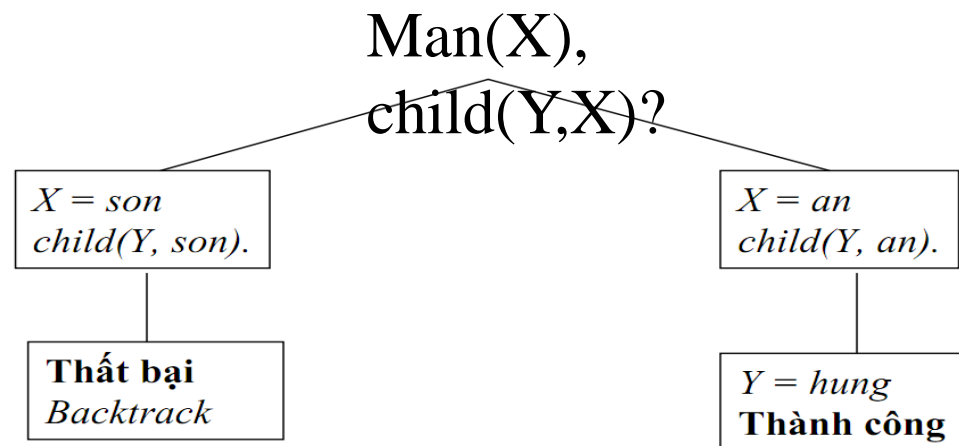 Man(X),
child(Y,X)?
X = son
child(Y, son).
X = an
child(Y, an).
Thất bại
Backtrack
Y = hung
Thành công